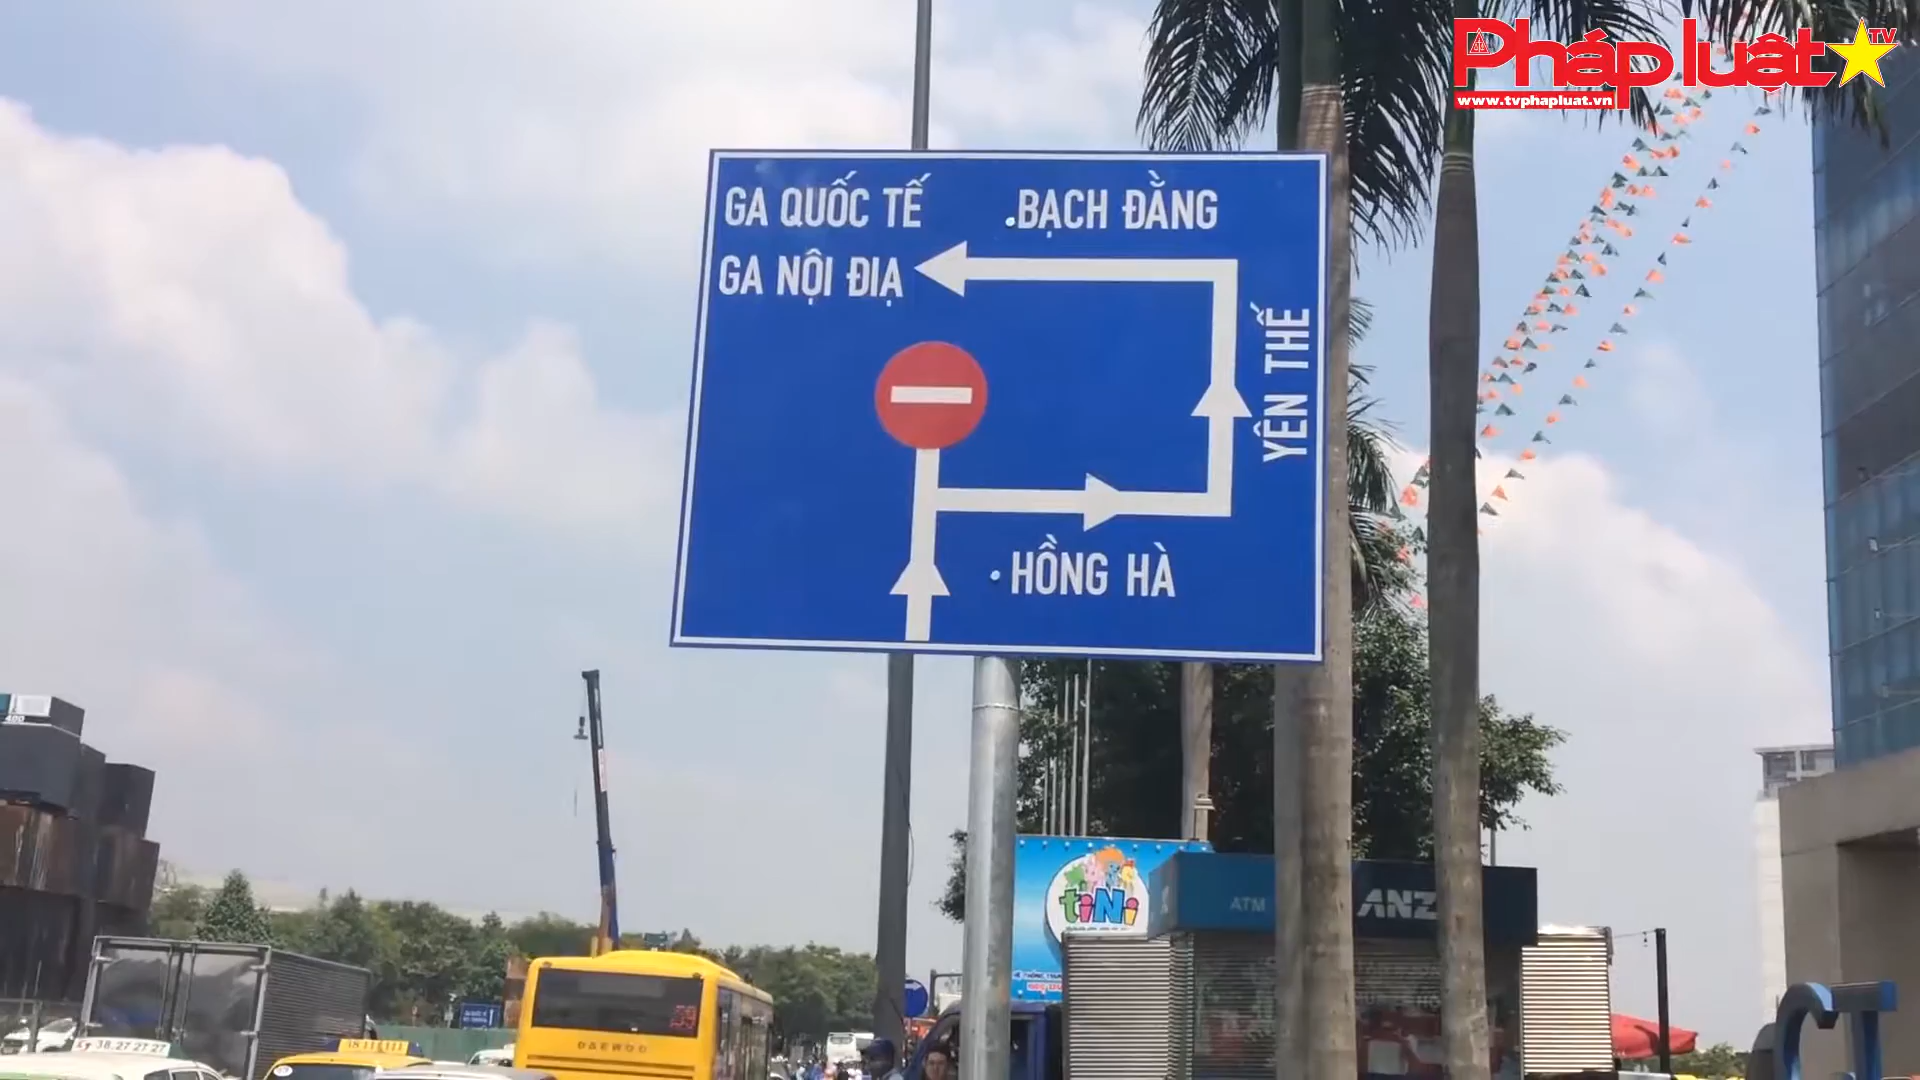 Pháp luật TV
www.tvphapluat.vn
GA QUỐC TẾ
.BẠCH ĐẰNG
GA NỘI ĐỊẠ
YÊN THẾ
. HỒNG HÀ
tiNi
ATM
ANZ
38.27.27.27
DAEWOO